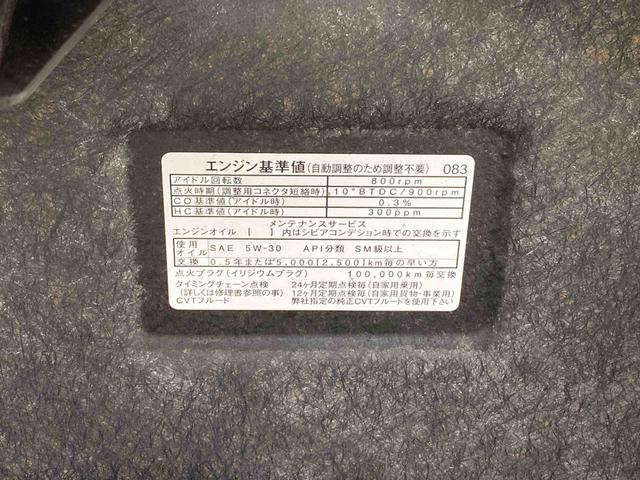 エンジン基準値(自動調整のため調整不要) 083
アイドル回転数 800rpm
点火時期(調整用コネクタ短絡時) 10°BTDC/900rpm
CO基準値(アイドル時) 0.3%
HC基準値(アイドル時) 300ppm
メンテナンスサービス
エンジンオイル [ ] 内はシビアコンデション時での交換を示す
使用オイル SAE 5W-30 API分類 SM級以上
交換 0.5年または5,000[2,500]km毎の早い方
点火プラグ(イリジウムプラグ) 100,000km毎交換
タイミングチェーン点検 24ヶ月定期点検毎(自家用乗用)
(詳しくは修理書参照の事) 12ヶ月定期点検毎(自家用貨物・事業用)
CVTフルード 弊社指定の純正CVTフルードを使用下さい